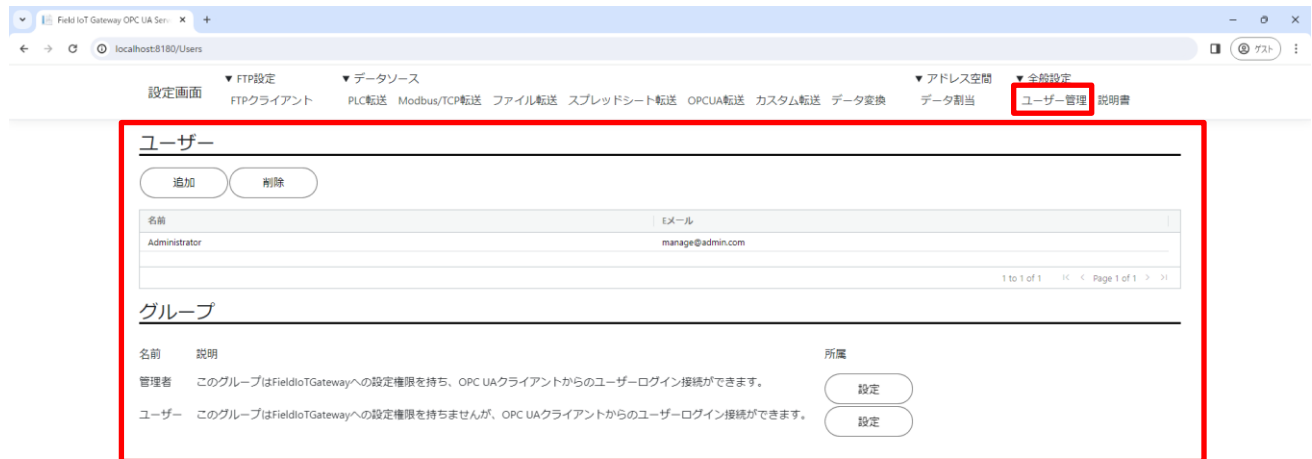 Field IoT Gateway OPC UA Serv
localhost:8180/Users
ゲスト
設定画面
▼ FTP設定 ▼ データソース ▼ アドレス空間 ▼ 全般設定
FTPクライアント PLC転送 Modbus/TCP転送 ファイル転送 スプレッドシート転送 OPCUA転送 カスタム転送 データ変換 データ割当 ユーザー管理 説明書
ユーザー
追加 削除
名前 Eメール
Administrator manage@admin.com
1 to 1 of 1 Page 1 of 1
グループ
名前 説明 所属
管理者 このグループはFieldIoTGatewayへの設定権限を持ち、OPC UAクライアントからのユーザーログイン接続ができます。 設定
ユーザー このグループはFieldIoTGatewayへの設定権限を持ちませんが、OPC UAクライアントからのユーザーログイン接続ができます。 設定